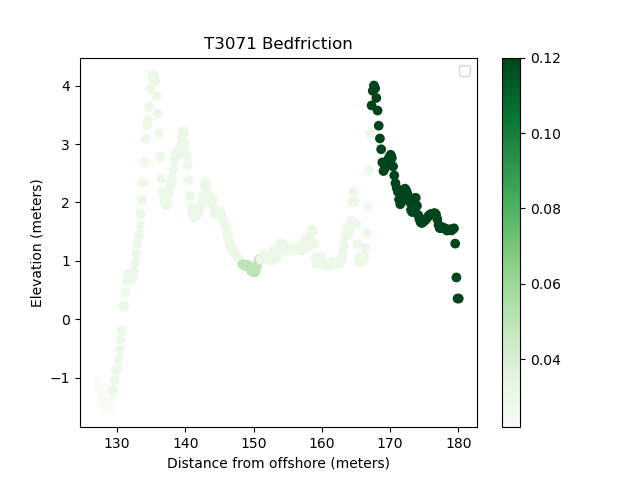 T3071 Bedfriction
Elevation (meters)
4
3
2
1
0
−1
130 140 150 160 170 180
Distance from offshore (meters)
0.12
0.10
0.08
0.06
0.04